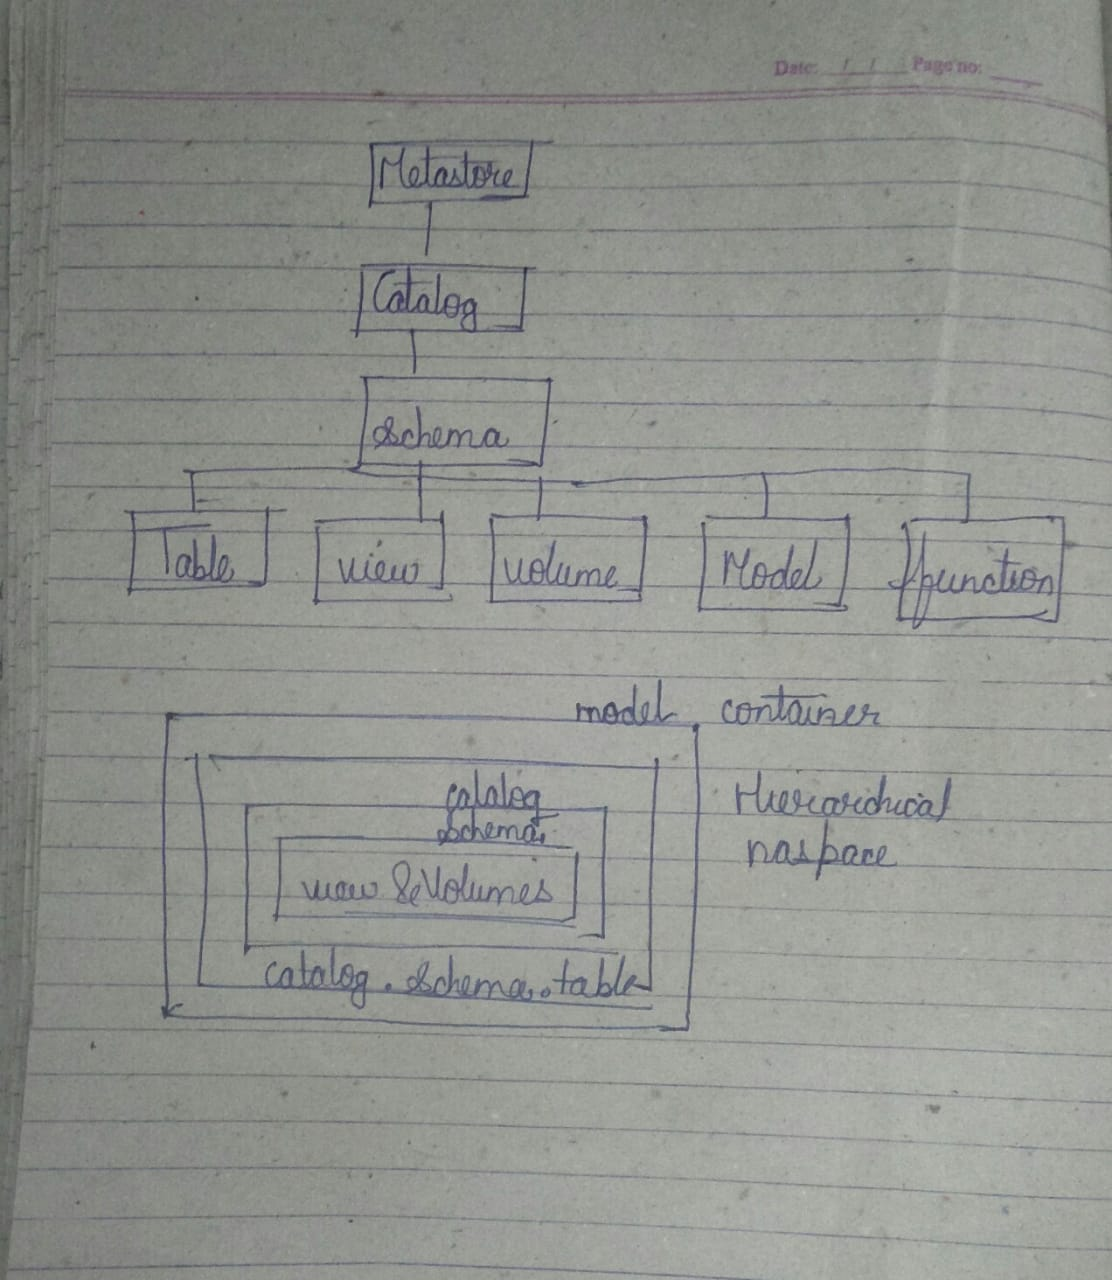 Date: / / Page no:
Metastore
Catalog
Schema
Table view volume Model function
model container
catalog
schema
view & volumes
catalog . schema . table
Hierarchical
naspace